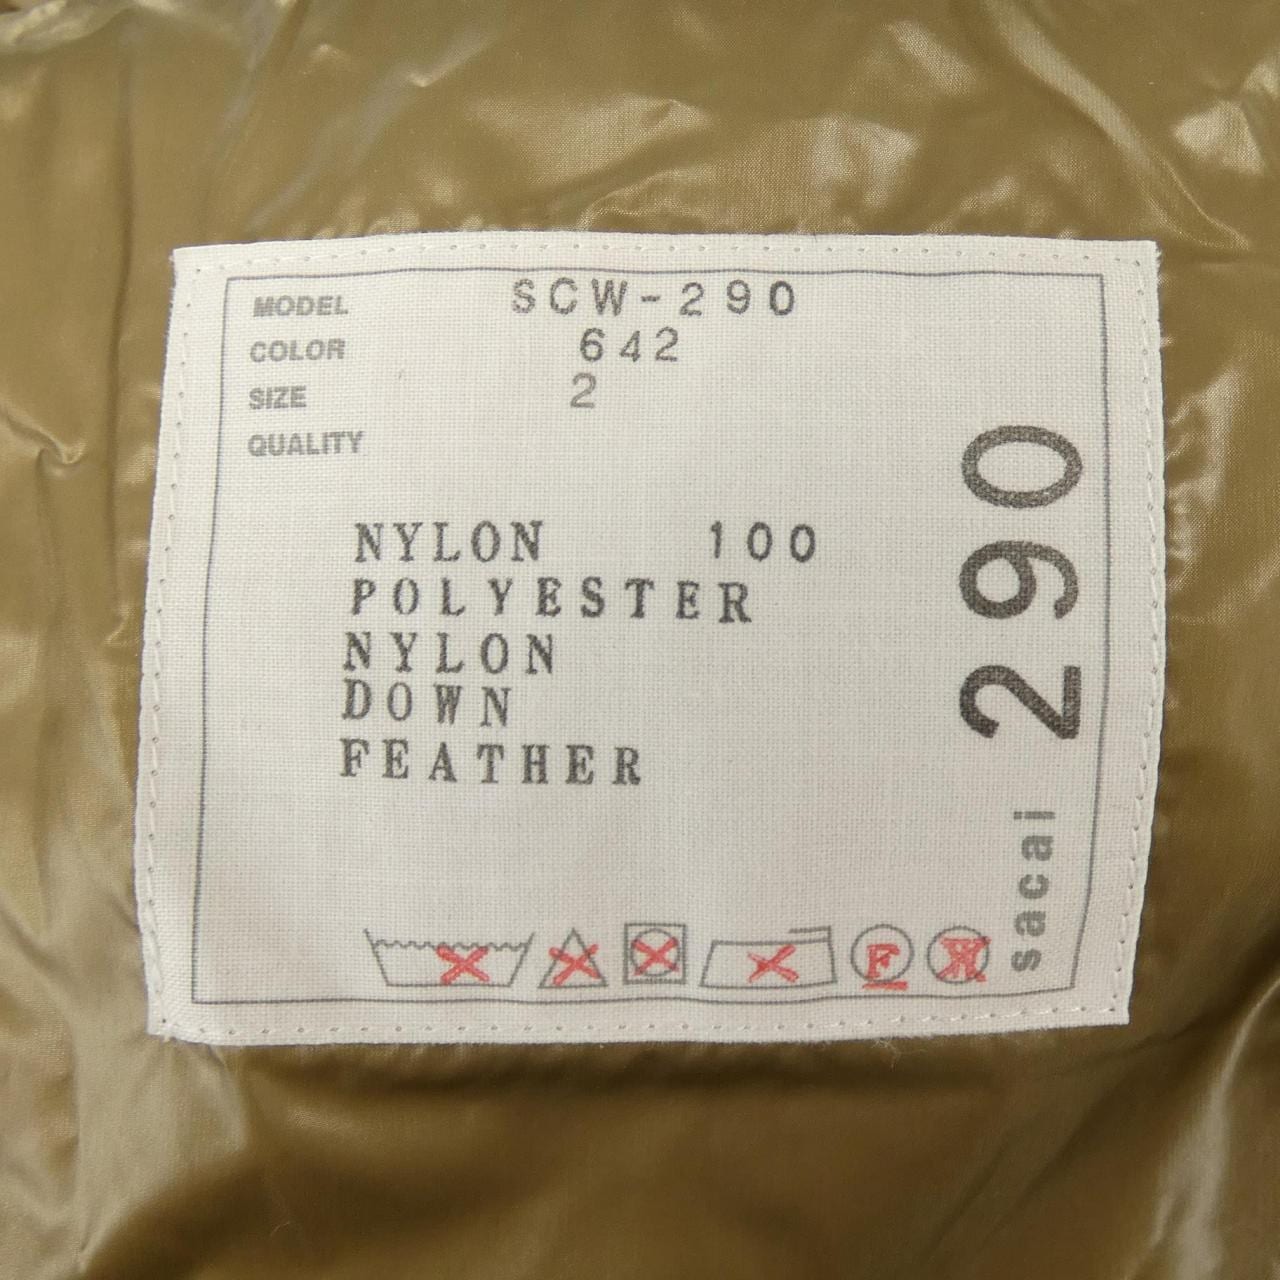 MODEL SCW-290
COLOR 642
SIZE 2
QUALITY
NYLON 100
POLYESTER
NYLON
DOWN
FEATHER
F
W
sacai 290